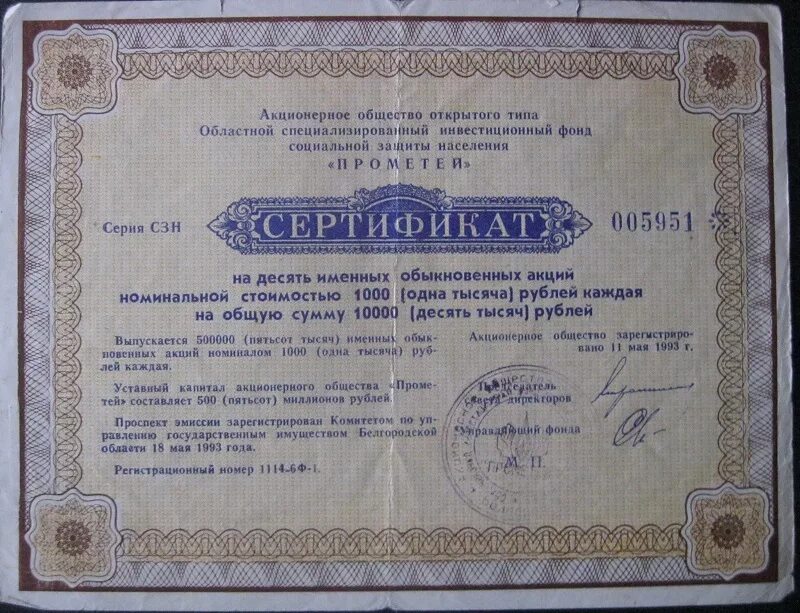 Акционерное общество открытого типа
Областной специализированный инвестиционный фонд
социальной защиты населения
«ПРОМЕТЕЙ»
Серия СЗН
СЕРТИФИКАТ
005951
на десять именных обыкновенных акций
номинальной стоимостью 1000 (одна тысяча) рублей каждая
на общую сумму 10000 (десять тысяч) рублей
Выпускается 500000 (пятьсот тысяч) именных обык-
новенных акций номиналом 1000 (одна тысяча) руб-
лей каждая.
Уставный капитал акционерного общества «Проме-
тей» составляет 500 (пятьсот) миллионов рублей.
Проспект эмиссии зарегистрирован Комитетом по уп-
равлению государственным имуществом Белгородской
области 18 мая 1993 года.
Регистрационный номер 1114-6Ф-1.
Акционерное общество зарегистриро-
вано 11 мая 1993 г.
Председатель
совета директоров
Управляющий фонда
М. П.